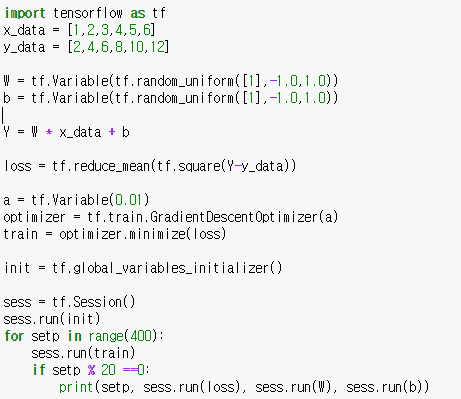 import tensorflow as tf
x_data = [1,2,3,4,5,6]
y_data = [2,4,6,8,10,12]
W = tf.Variable(tf.random_uniform([1],-1.0,1.0))
b = tf.Variable(tf.random_uniform([1],-1.0,1.0))
Y = W * x_data + b
loss = tf.reduce_mean(tf.square(Y-y_data))
a = tf.Variable(0.01)
optimizer = tf.train.GradientDescentOptimizer(a)
train = optimizer.minimize(loss)
init = tf.global_variables_initializer()
sess = tf.Session()
sess.run(init)
for setp in range(400):
    sess.run(train)
    if setp % 20 ==0:
        print(setp, sess.run(loss), sess.run(W), sess.run(b))